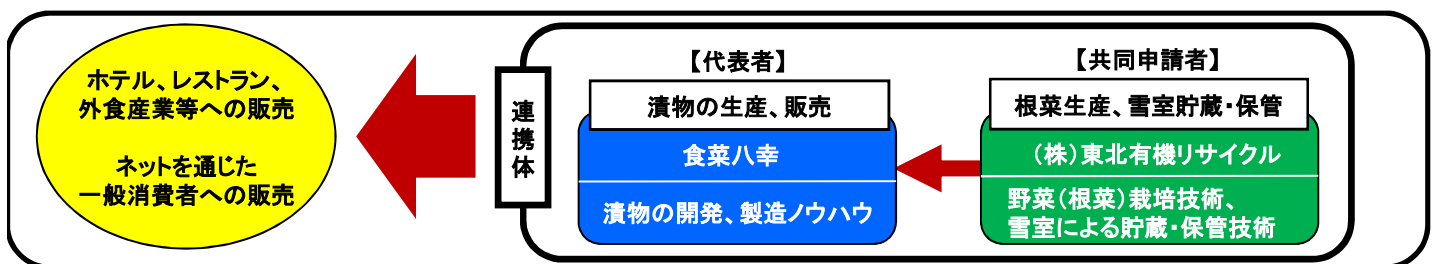 ホテル、レストラン、
外食産業等への販売
ネットを通じた
一般消費者への販売
連携体
【代表者】
漬物の生産、販売
食菜八幸
漬物の開発、製造ノウハウ
【共同申請者】
根菜生産、雪室貯蔵・保管
(株)東北有機リサイクル
野菜(根菜)栽培技術、
雪室による貯蔵・保管技術